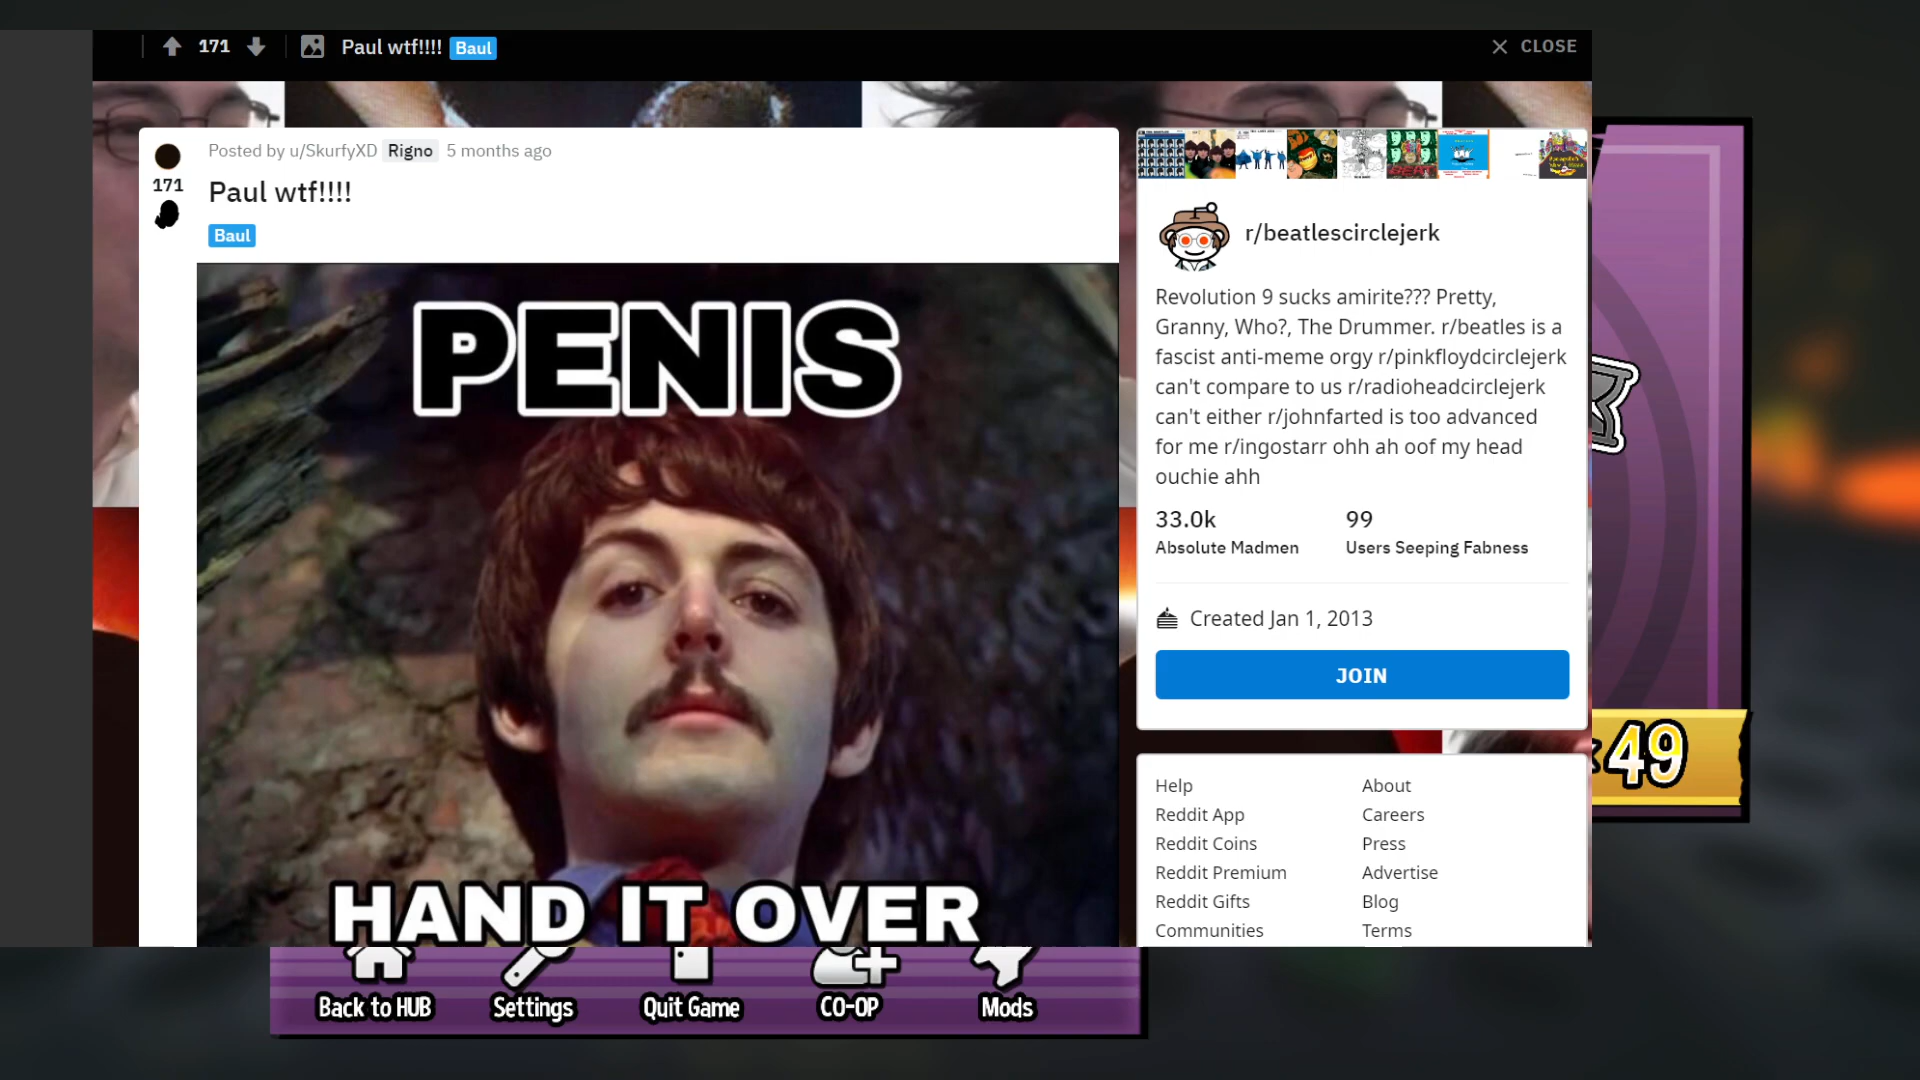 171
Paul wtf!!!! Baul
CLOSE
171
Posted by u/SkurfyXD Rigno 5 months ago
Paul wtf!!!!
Baul
PENIS
HAND IT OVER
r/beatlescirclejerk
Revolution 9 sucks amirite??? Pretty,
Granny, Who?, The Drummer. r/beatles is a
fascist anti-meme orgy r/pinkfloydcirclejerk
can't compare to us r/radioheadcirclejerk
can't either r/johnfarted is too advanced
for me r/ingostarr ohh ah oof my head
ouchie ahh
33.0k 99
Absolute Madmen Users Seeping Fabness
Created Jan 1, 2013
JOIN
Help About
Reddit App Careers
Reddit Coins Press
Reddit Premium Advertise
Reddit Gifts Blog
Communities Terms
49
Back to HUB Settings Quit Game CO-OP Mods